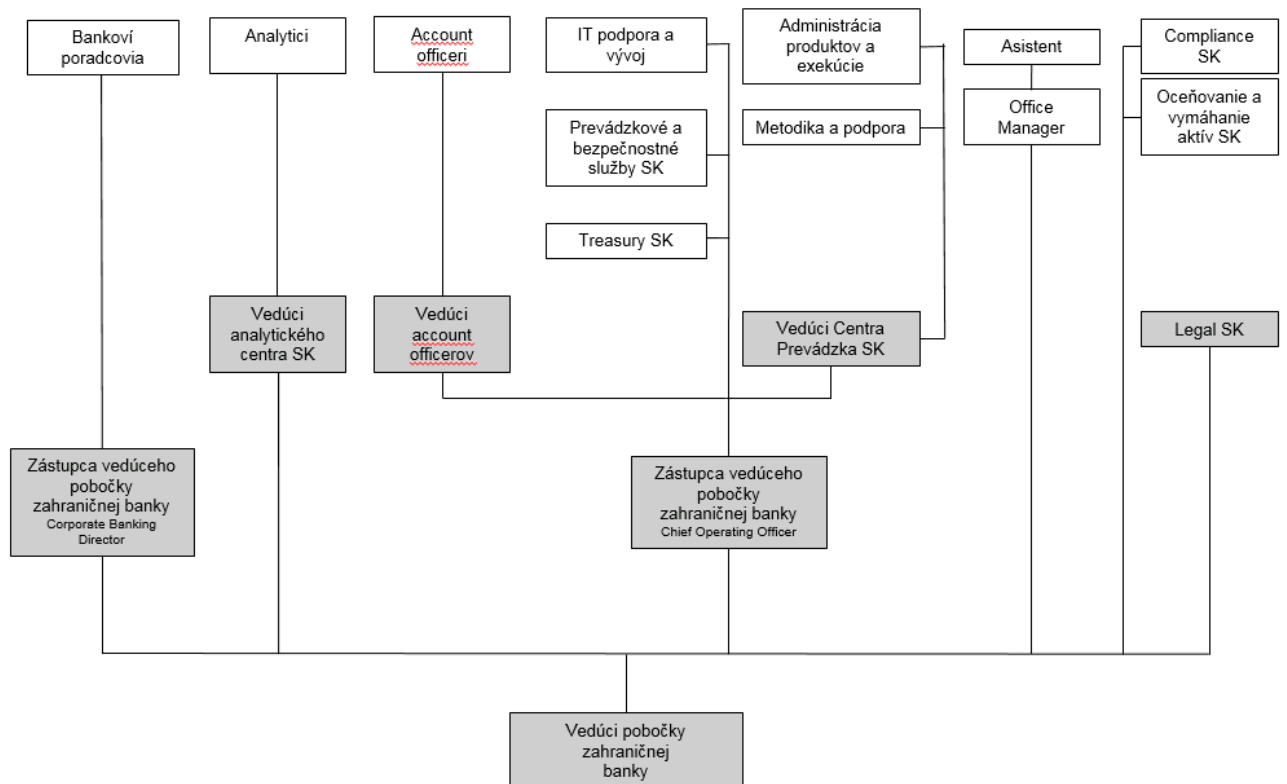 Bankoví
poradcovia
Analytici
Account
officeri
IT podpora a
vývoj
Administrácia
produktov a
exekúcie
Asistent
Compliance
SK
Prevádzkové a
bezpečnostné
služby SK
Metodika a podpora
Office
Manager
Oceňovanie a
vymáhanie
aktív SK
Treasury SK
Vedúci
analytického
centra SK
Vedúci
account
officerov
Vedúci Centra
Prevádzka SK
Legal SK
Zástupca vedúceho
pobočky
zahraničnej banky
Corporate Banking
Director
Zástupca vedúceho
pobočky
zahraničnej banky
Chief Operating Officer
Vedúci pobočky
zahraničnej
banky